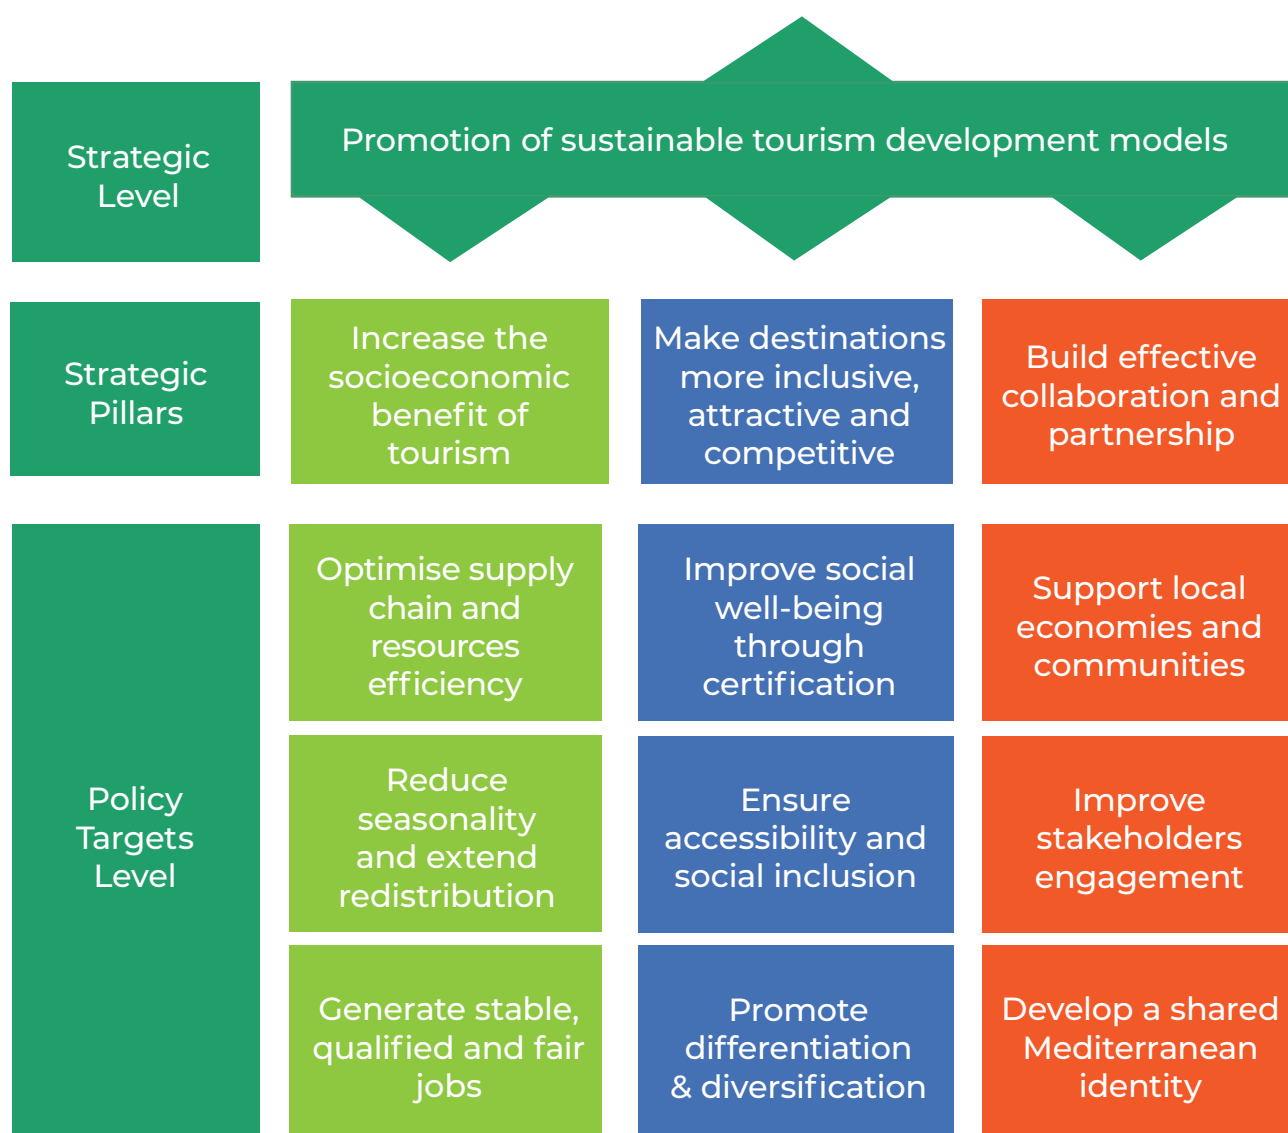 Strategic
Level
Promotion of sustainable tourism development models
Strategic
Pillars
Increase the
socioeconomic
benefit of
tourism
Make destinations
more inclusive,
attractive and
competitive
Build effective
collaboration and
partnership
Policy
Targets
Level
Optimise supply
chain and
resources
efficiency
Improve social
well-being
through
certification
Support local
economies and
communities
Reduce
seasonality
and extend
redistribution
Ensure
accessibility and
social inclusion
Improve
stakeholders
engagement
Generate stable,
qualified and fair
jobs
Promote
differentiation
& diversification
Develop a shared
Mediterranean
identity